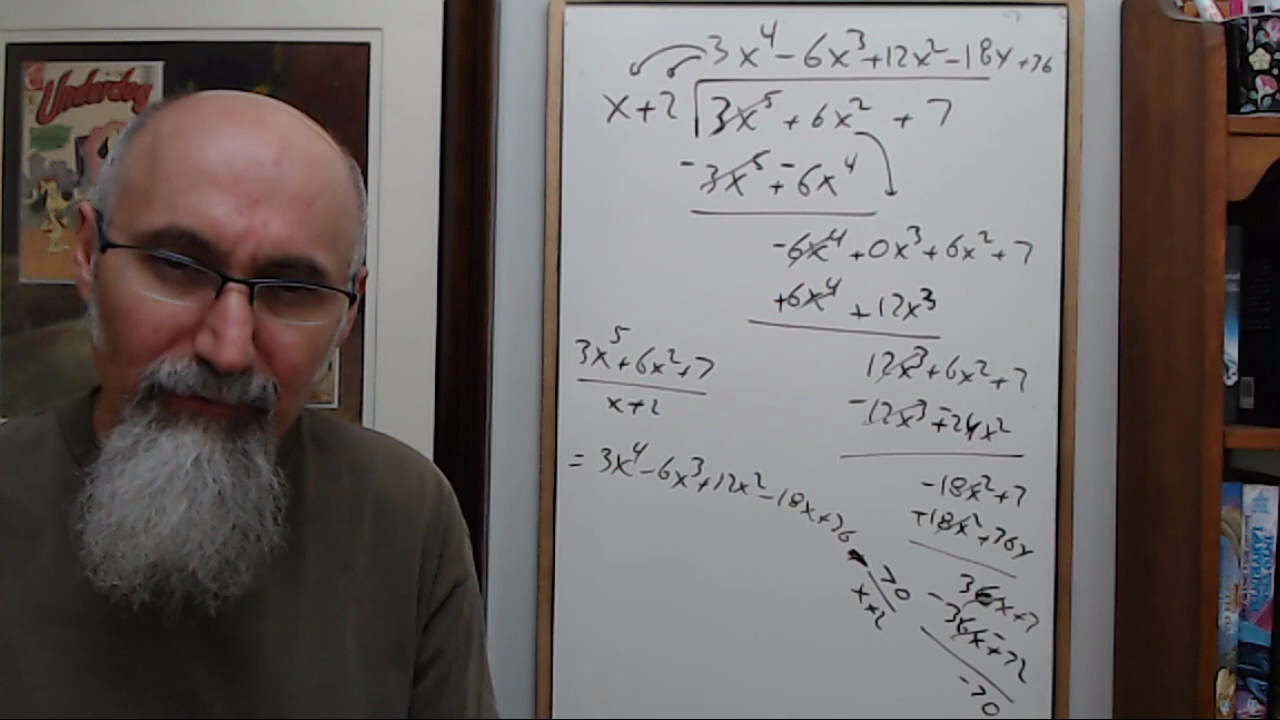 Underdog
3x⁴ - 6x³ + 12x² - 18x + 36
x+2 3x⁵ + 6x² + 7
- 3x⁵ + - 6x⁴
- 6x⁴ + 0x³ + 6x² + 7
+ 6x⁴ + 12x³
12x³ + 6x² + 7
- 12x³ + - 24x²
- 18x² + 7
+ 18x² + 36x
36x + 7
- 36x + - 72
- 70
3x⁵ + 6x² + 7
x+2
= 3x⁴ - 6x³ + 12x² - 18x + 36 - 70
x+2